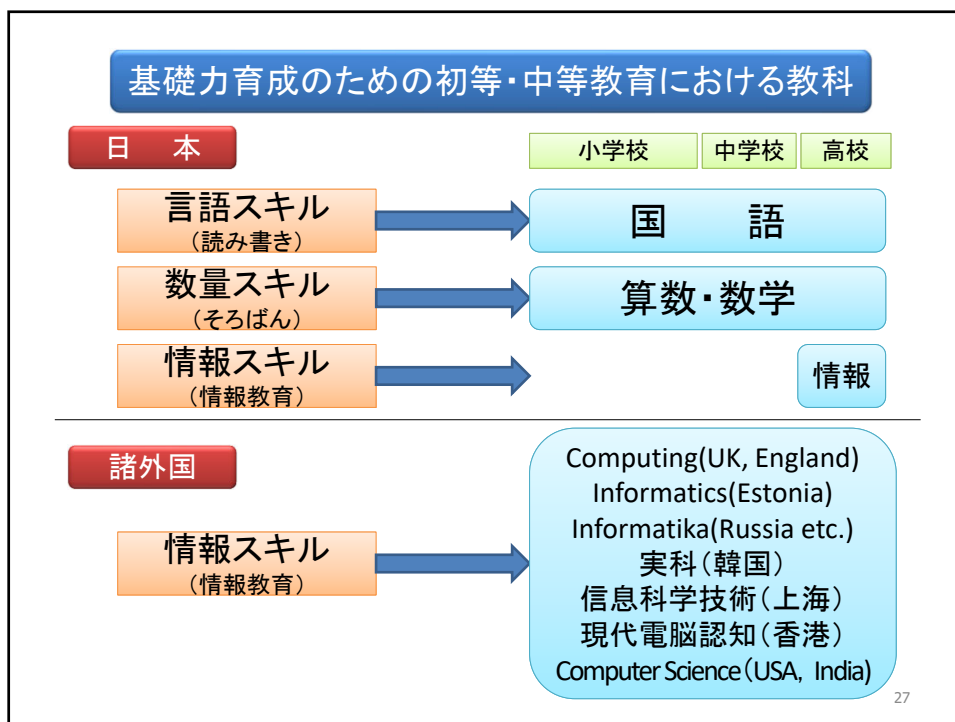 基礎力育成のための初等・中等教育における教科
日 本
小学校 中学校 高校
言語スキル
（読み書き）
国 語
数量スキル
（そろばん）
算数・数学
情報スキル
（情報教育）
情報
諸外国
情報スキル
（情報教育）
Computing(UK, England)
Informatics(Estonia)
Informatika(Russia etc.)
実科（韓国）
信息科学技術（上海）
現代電脳認知（香港）
Computer Science（USA, India)
27